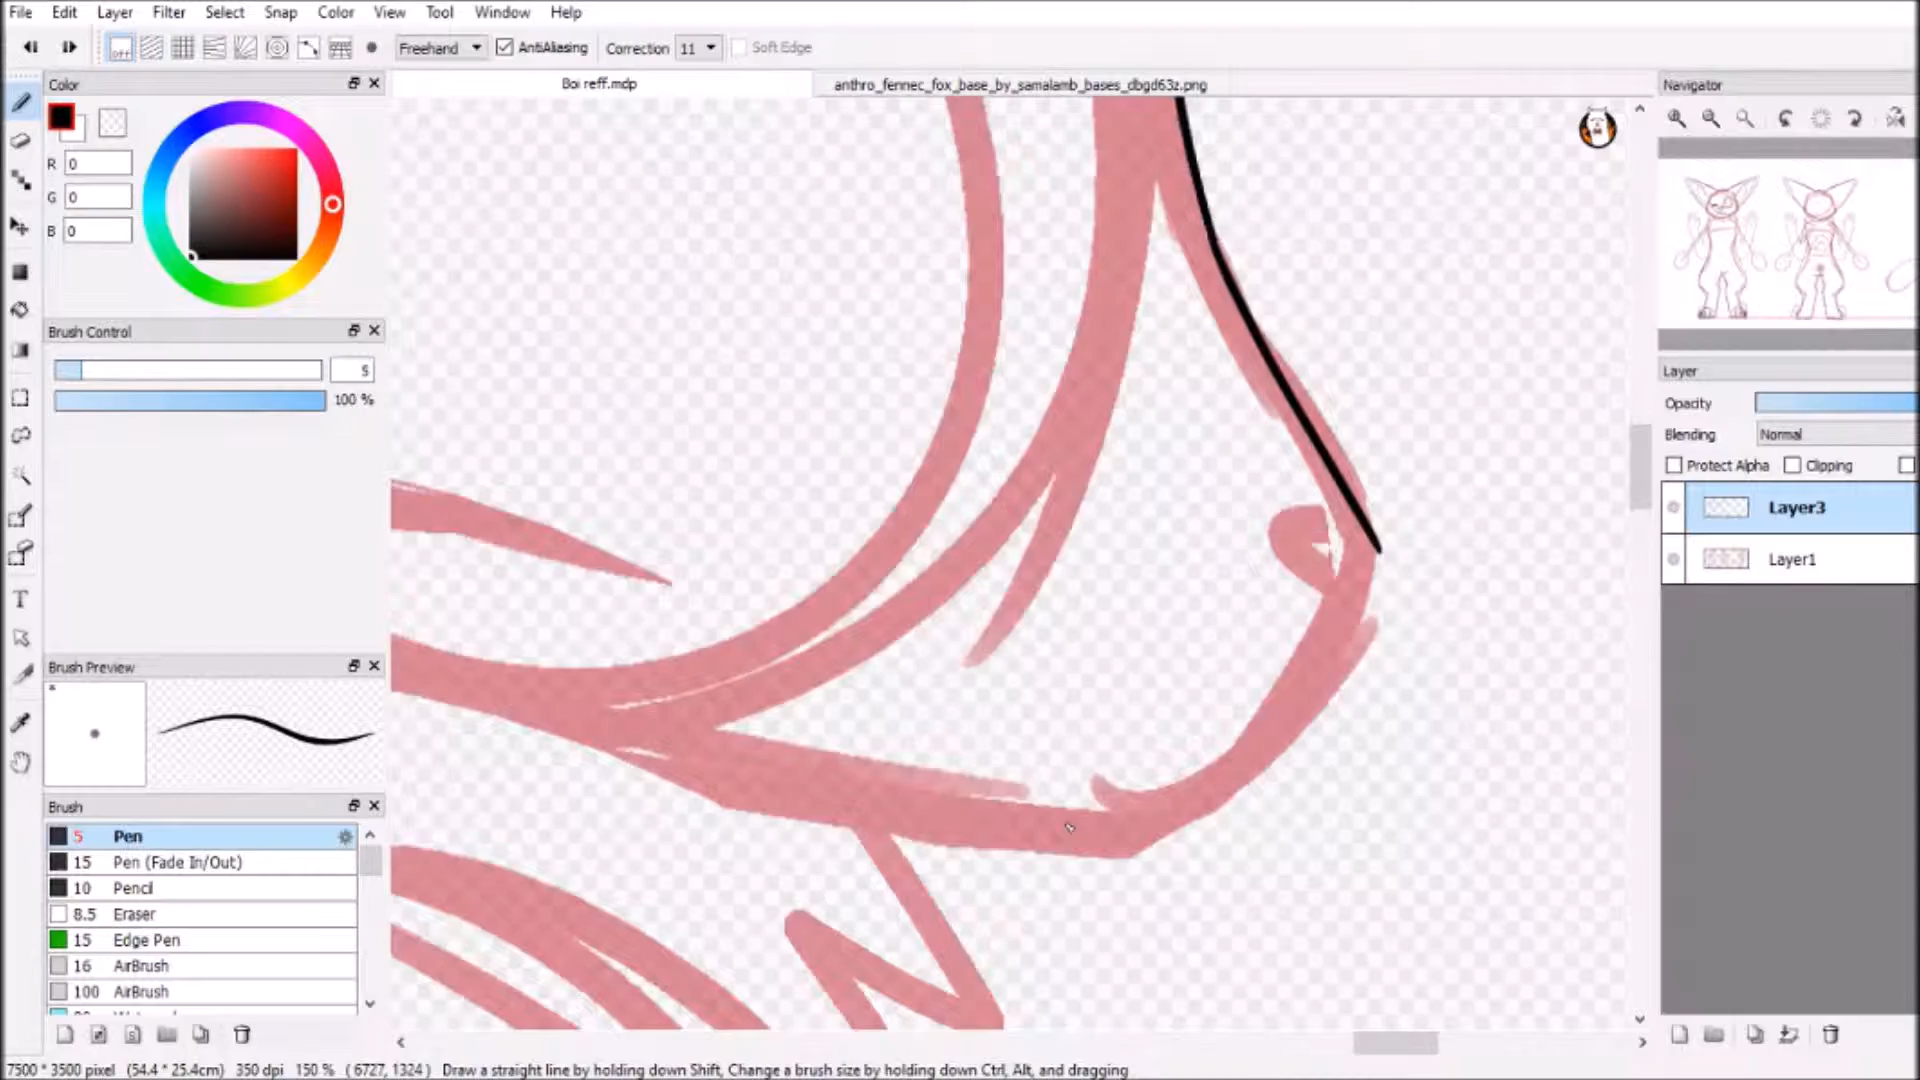 File Edit Layer Filter Select Snap Color View Tool Window Help
OFF Freehand AntiAliasing Correction 11 Soft Edge
Color
Boi reff.mdp
anthro_fennec_fox_base_by_samalamb_bases_dbgd63z.png
Navigator
R 0
G 0
B 0
Brush Control
5
100 %
Layer
Opacity
Blending Normal
Protect Alpha Clipping
Layer3
Layer1
Brush Preview
Brush
5 Pen
15 Pen (Fade In/Out)
10 Pencil
8.5 Eraser
15 Edge Pen
16 AirBrush
100 AirBrush
T
7500 * 3500 pixel (54.4 * 25.4cm) 350 dpi 150 % ( 6727, 1324 ) Draw a straight line by holding down Shift, Change a brush size by holding down Ctrl, Alt, and dragging